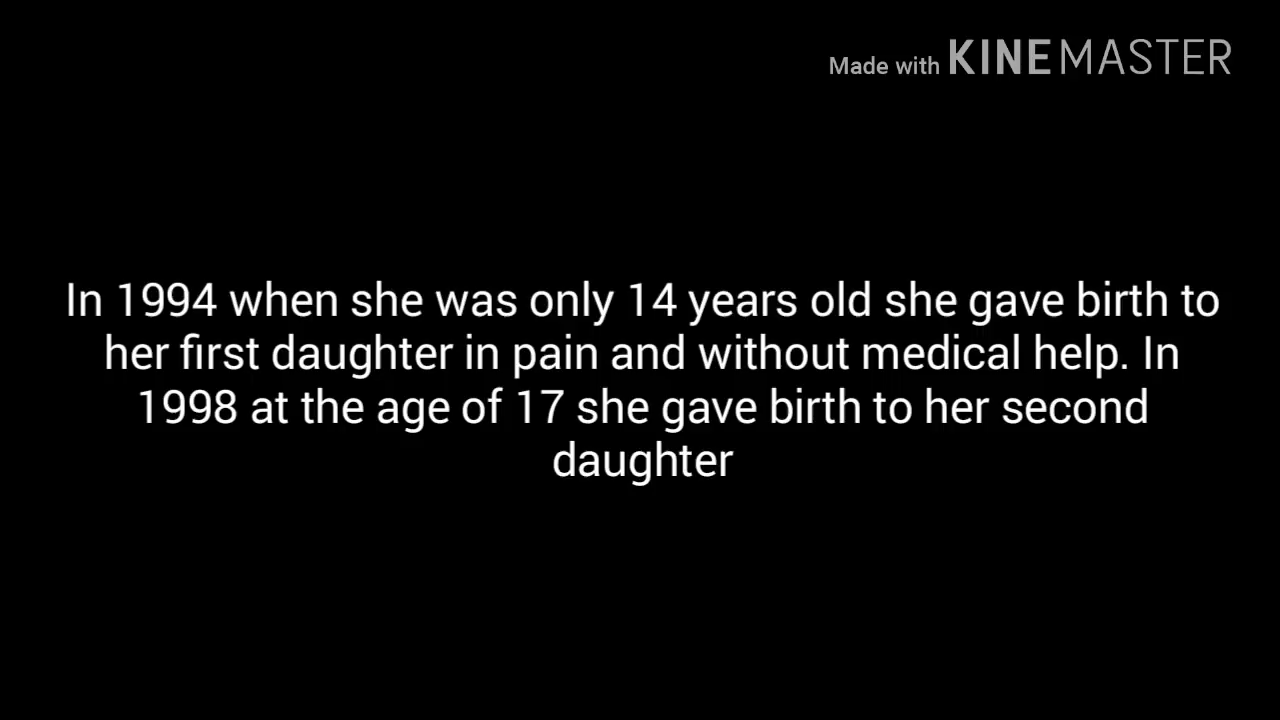 Made with KINEMASTER
In 1994 when she was only 14 years old she gave birth to
her first daughter in pain and without medical help. In
1998 at the age of 17 she gave birth to her second
daughter